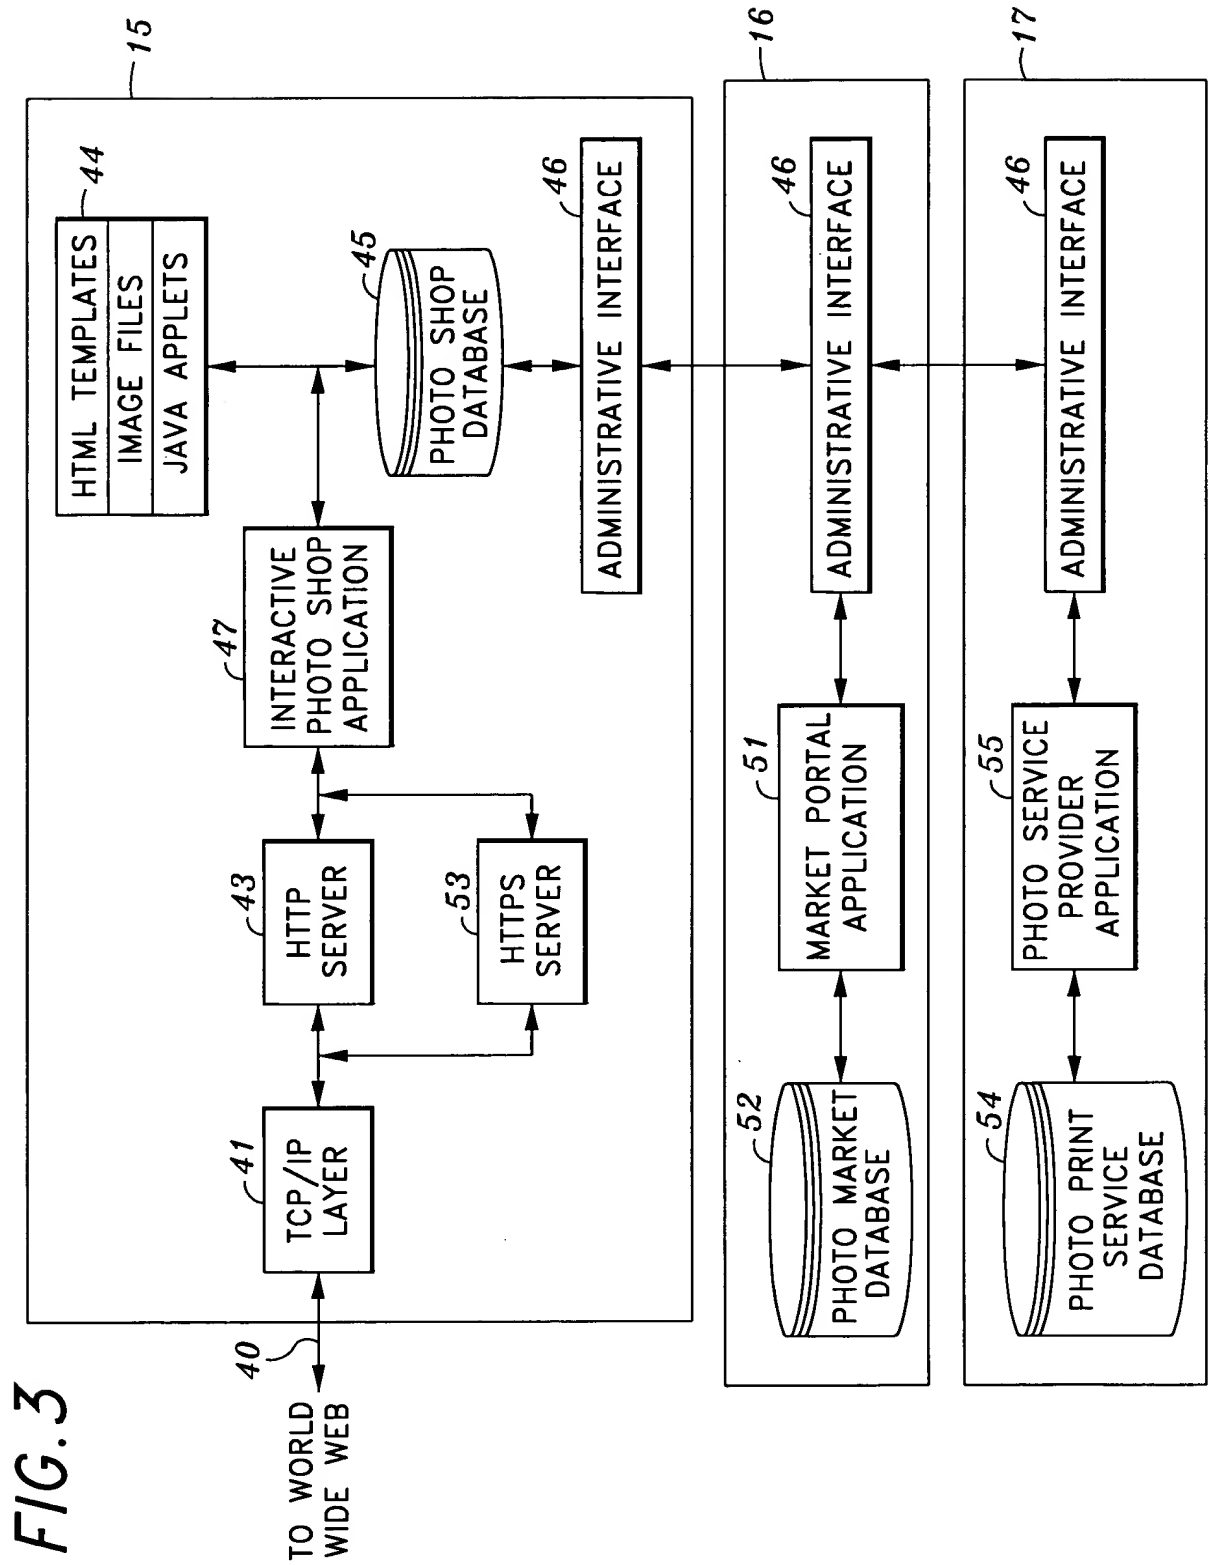 FIG.3
TO WORLD
WIDE WEB
40
41
TCP/IP
LAYER
43
HTTP
SERVER
53
HTTPS
SERVER
47
INTERACTIVE
PHOTO SHOP
APPLICATION
44
HTML TEMPLATES
IMAGE FILES
JAVA APPLETS
45
PHOTO SHOP
DATABASE
46
ADMINISTRATIVE INTERFACE
15
52
PHOTO MARKET
DATABASE
51
MARKET PORTAL
APPLICATION
46
ADMINISTRATIVE INTERFACE
16
54
PHOTO PRINT
SERVICE
DATABASE
55
PHOTO SERVICE
PROVIDER
APPLICATION
46
ADMINISTRATIVE INTERFACE
17